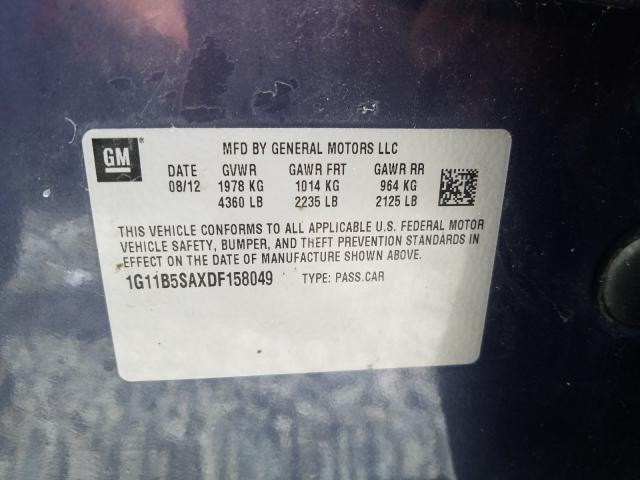 GM
MFD BY GENERAL MOTORS LLC
DATE GVWR GAWR FRT GAWR RR
08/12 1978 KG 1014 KG 964 KG
4360 LB 2235 LB 2125 LB
THIS VEHICLE CONFORMS TO ALL APPLICABLE U.S. FEDERAL MOTOR
VEHICLE SAFETY, BUMPER, AND THEFT PREVENTION STANDARDS IN
EFFECT ON THE DATE OF MANUFACTURE SHOWN ABOVE.
1G11B5SAXDF158049 TYPE: PASS.CAR